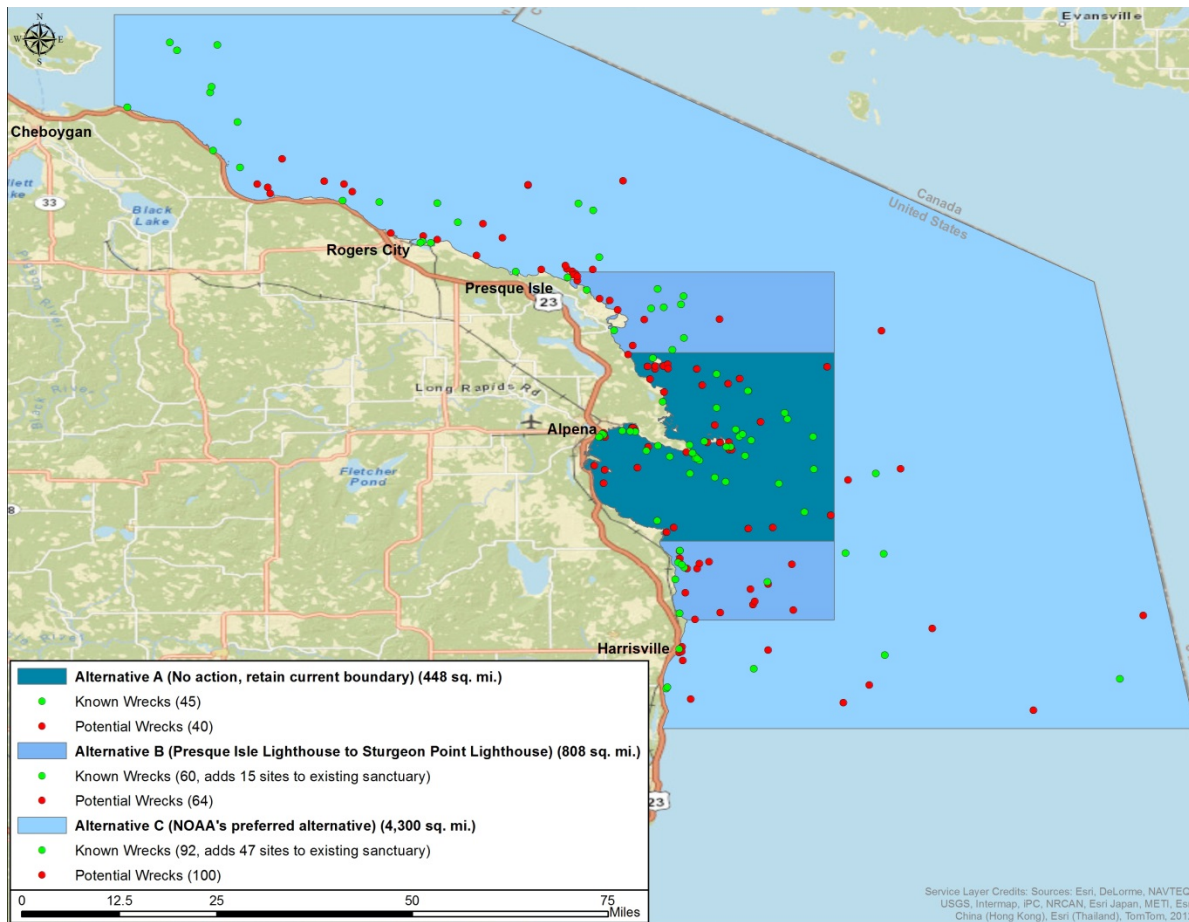 N
W
E
S
Evansville
Cheboygan
33
Black
Lake
Rogers City
Presque Isle
23
Canada
United States
Long Rapids Rd
Alpena
Fletcher
Pond
Harrisville
23
Alternative A (No action, retain current boundary) (448 sq. mi.)
Known Wrecks (45)
Potential Wrecks (40)
Alternative B (Presque Isle Lighthouse to Sturgeon Point Lighthouse) (808 sq. mi.)
Known Wrecks (60, adds 15 sites to existing sanctuary)
Potential Wrecks (64)
Alternative C (NOAA's preferred alternative) (4,300 sq. mi.)
Known Wrecks (92, adds 47 sites to existing sanctuary)
Potential Wrecks (100)
0 12.5 25 50 75
Miles
Service Layer Credits: Sources: Esri, DeLorme, NAVTEQ
USGS, Intermap, iPC, NRCAN, Esri Japan, METI, Esri
China (Hong Kong), Esri (Thailand), TomTom, 201